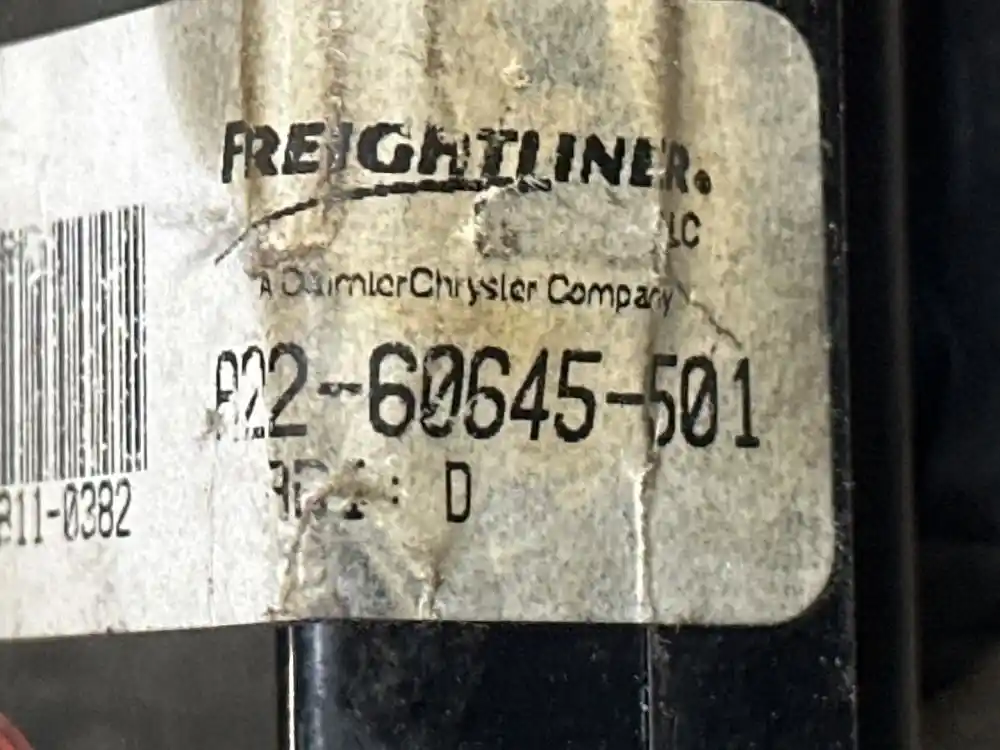 FREIGHTLINER®
LC
A DaimlerChrysler Company
A22-60645-501
D
811-0382